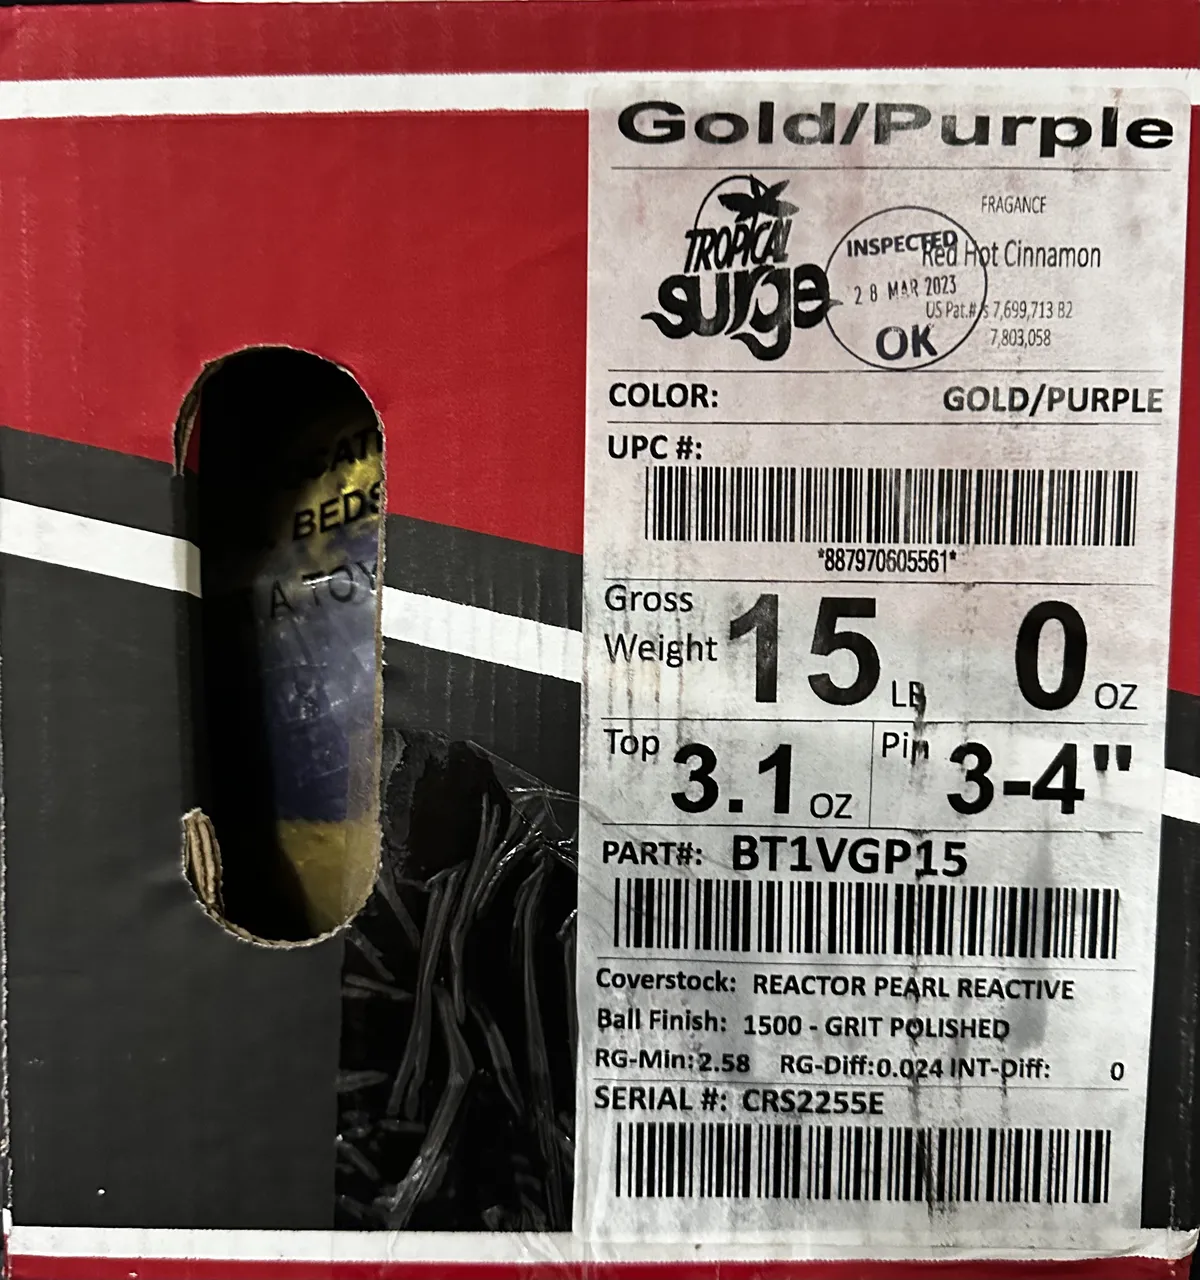 Gold/Purple
TROPICAL
surge
INSPECTED
28 MAR 2023
OK
FRAGANCE
Red Hot Cinnamon
US Pat.#/s 7,699,713 B2
7,803,058
COLOR: GOLD/PURPLE
UPC #:
*887970605561*
Gross Weight 15 LB 0 OZ
Top 3.1 OZ Pin 3-4"
PART#: BT1VGP15
Coverstock: REACTOR PEARL REACTIVE
Ball Finish: 1500 - GRIT POLISHED
RG-Min: 2.58 RG-Diff: 0.024 INT-Diff: 0
SERIAL #: CRS2255E
BEDS
A TOY